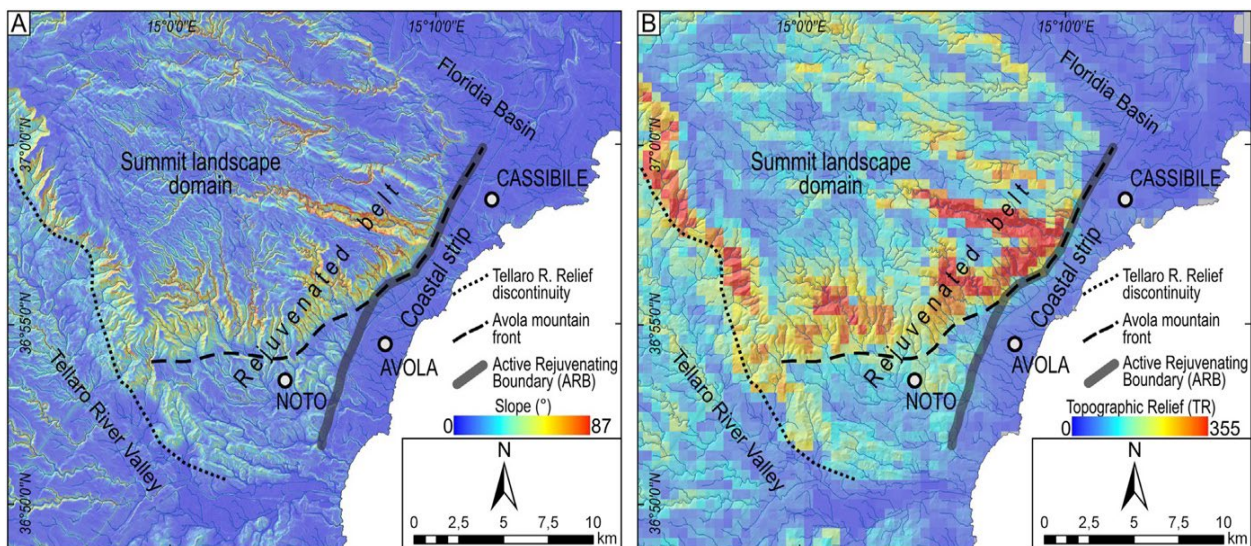 A
15°0'0"E
15°10'0"E
Floridia Basin
37°0'0"N
Summit landscape
domain
CASSIBILE
Rejuvenated belt
Coastal strip
Tellaro R. Relief
discontinuity
36°55'0"N
Avola mountain
front
AVOLA
Active Rejuvenating
Boundary (ARB)
NOTO
Tellaro River Valley
Slope (°)
0 87
36°50'0"N
N
0 2,5 5 7,5 10
km
B
15°0'0"E
15°10'0"E
Floridia Basin
37°0'0"N
Summit landscape
domain
CASSIBILE
Rejuvenated belt
Coastal strip
Tellaro R. Relief
discontinuity
36°55'0"N
Avola mountain
front
AVOLA
Active Rejuvenating
Boundary (ARB)
NOTO
Tellaro River Valley
Topographic Relief (TR)
0 355
36°50'0"N
N
0 2,5 5 7,5 10
km